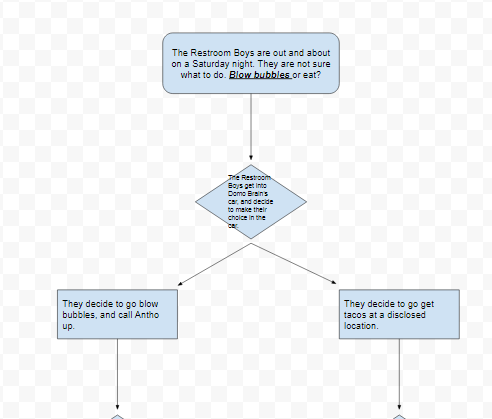 The Restroom Boys are out and about
on a Saturday night. They are not sure
what to do. Blow bubbles or eat?
The Restroom
Boys get into
Domo Brain's
car, and decide
to make their
choice in the
car.
They decide to go blow
bubbles, and call Antho
up.
They decide to go get
tacos at a disclosed
location.